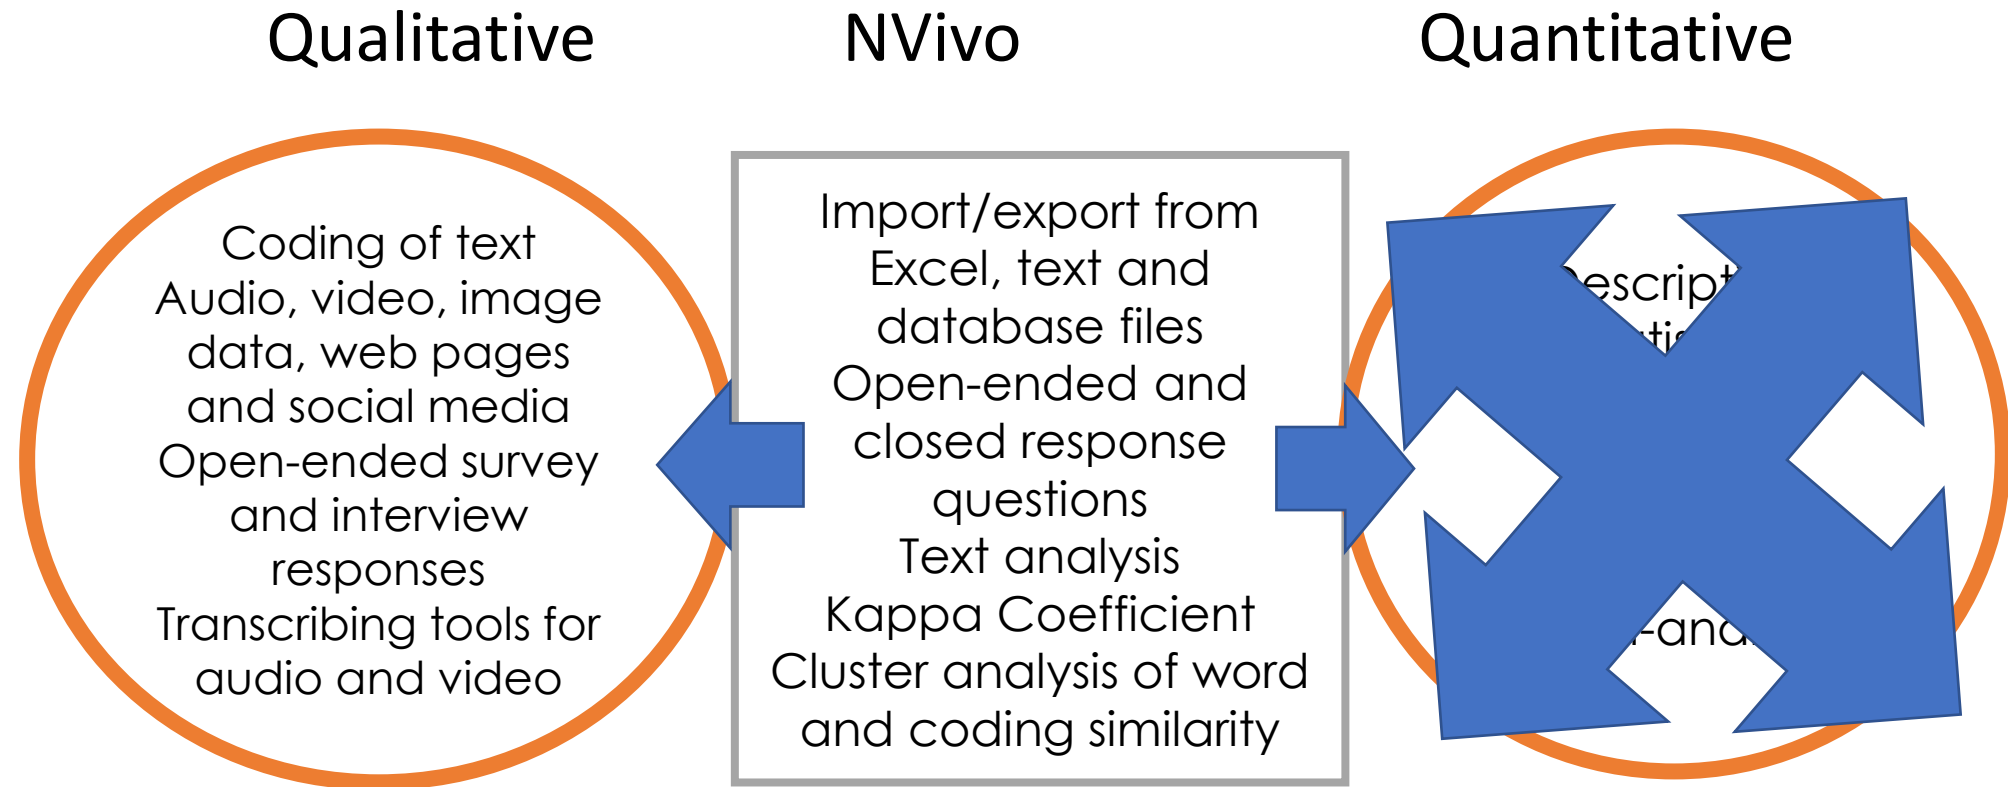 Qualitative
NVivo
Quantitative
Coding of text
Audio, video, image
data, web pages
and social media
Open-ended survey
and interview
responses
Transcribing tools for
audio and video
Import/export from
Excel, text and
database files
Open-ended and
closed response
questions
Text analysis
Kappa Coefficient
Cluster analysis of word
and coding similarity